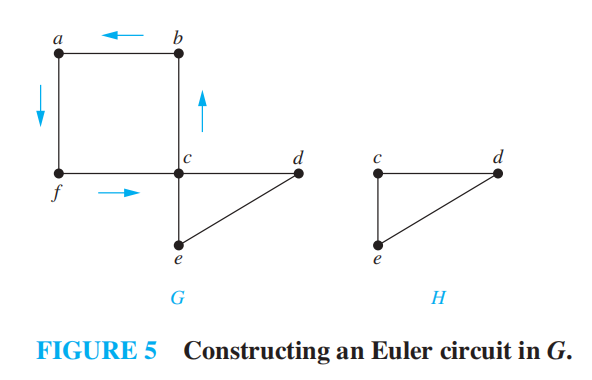 a b
c d c d
f
e e
G H
FIGURE 5 Constructing an Euler circuit in G.